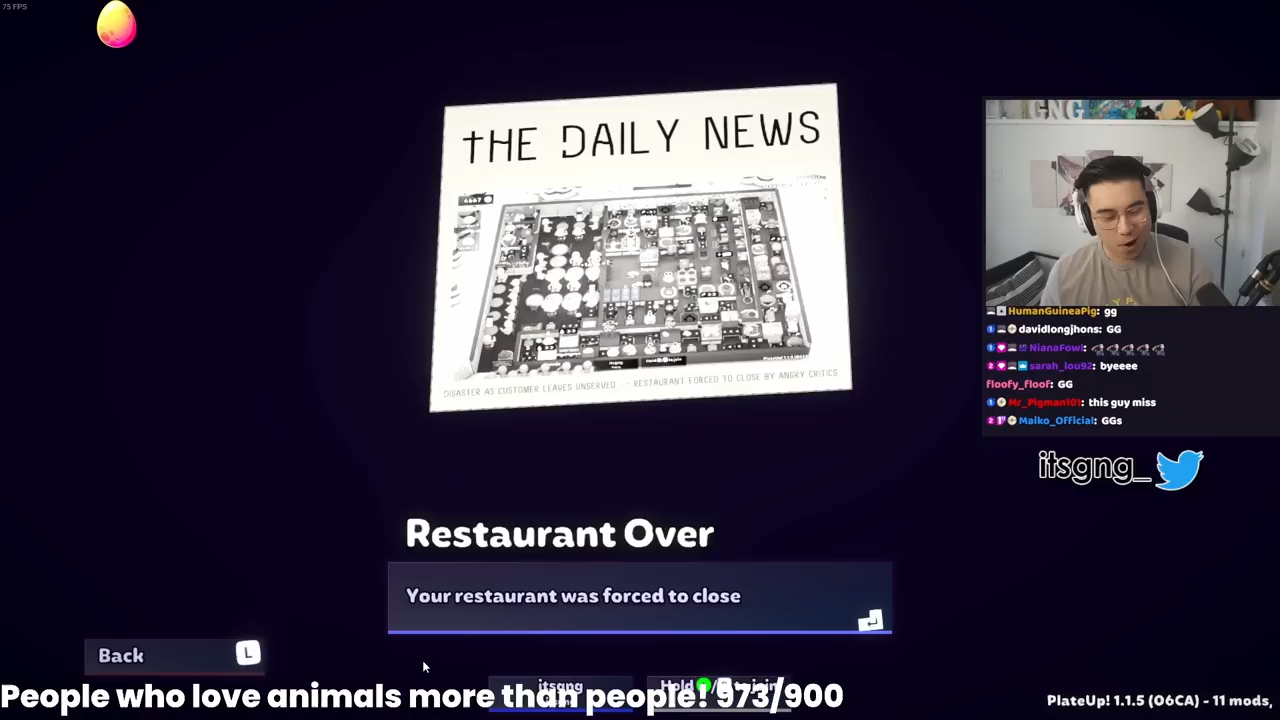 75 FPS
THE DAILY NEWS
4667
DISASTER AS CUSTOMER LEAVES UNSERVED - RESTAURANT FORCED TO CLOSE BY ANGRY CRITICS
HumanGuineaPig: gg
davidlongjhons: GG
NianaFowl:
sarah_lou92: byeeee
floofy_floof: GG
Mr_Pigman101: this guy miss
Maiko_Official: GGs
itsgng_
Restaurant Over
Your restaurant was forced to close
Back L
itsgng
Hold / to join
People who love animals more than people! 973/900
PlateUp! 1.1.5 (06CA) - 11 mods,